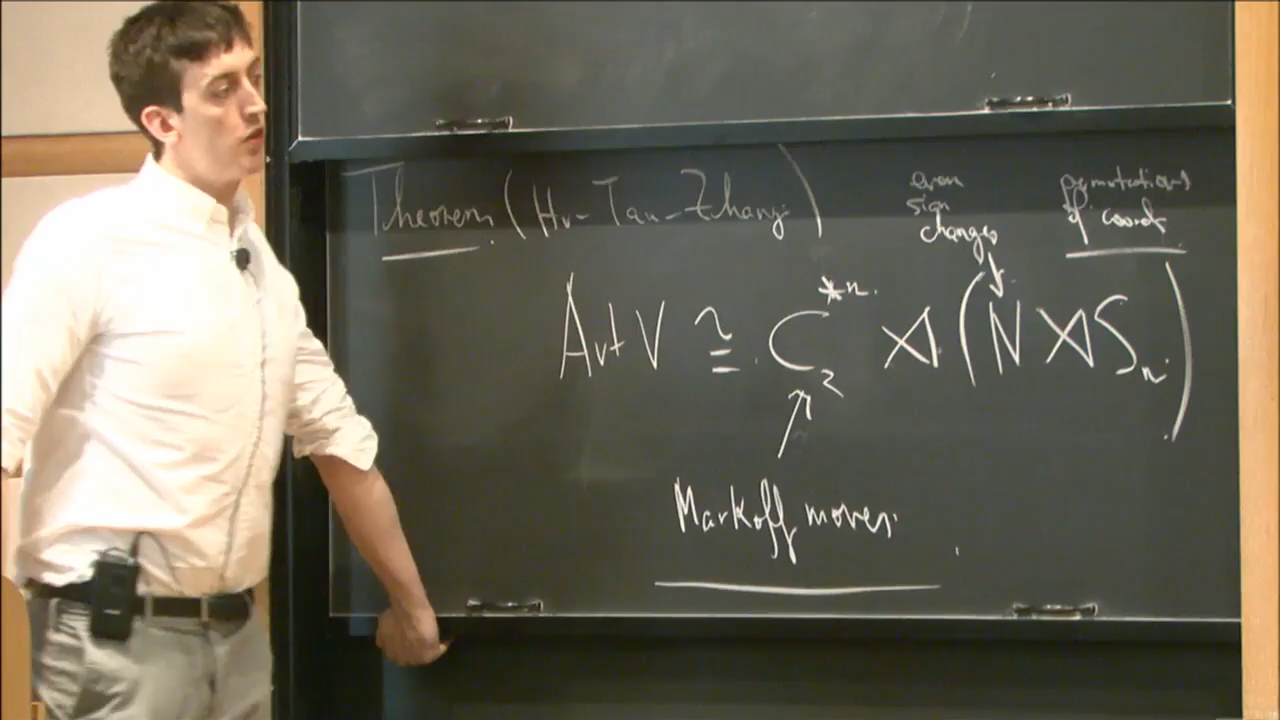 Theorem (Hu-Tan-Zhang)
even
sign
changes
permutations
of coords
Aut V ≅ C₂*ⁿ ⋊ (N ⋊ Sₙ)
Markoff moves.